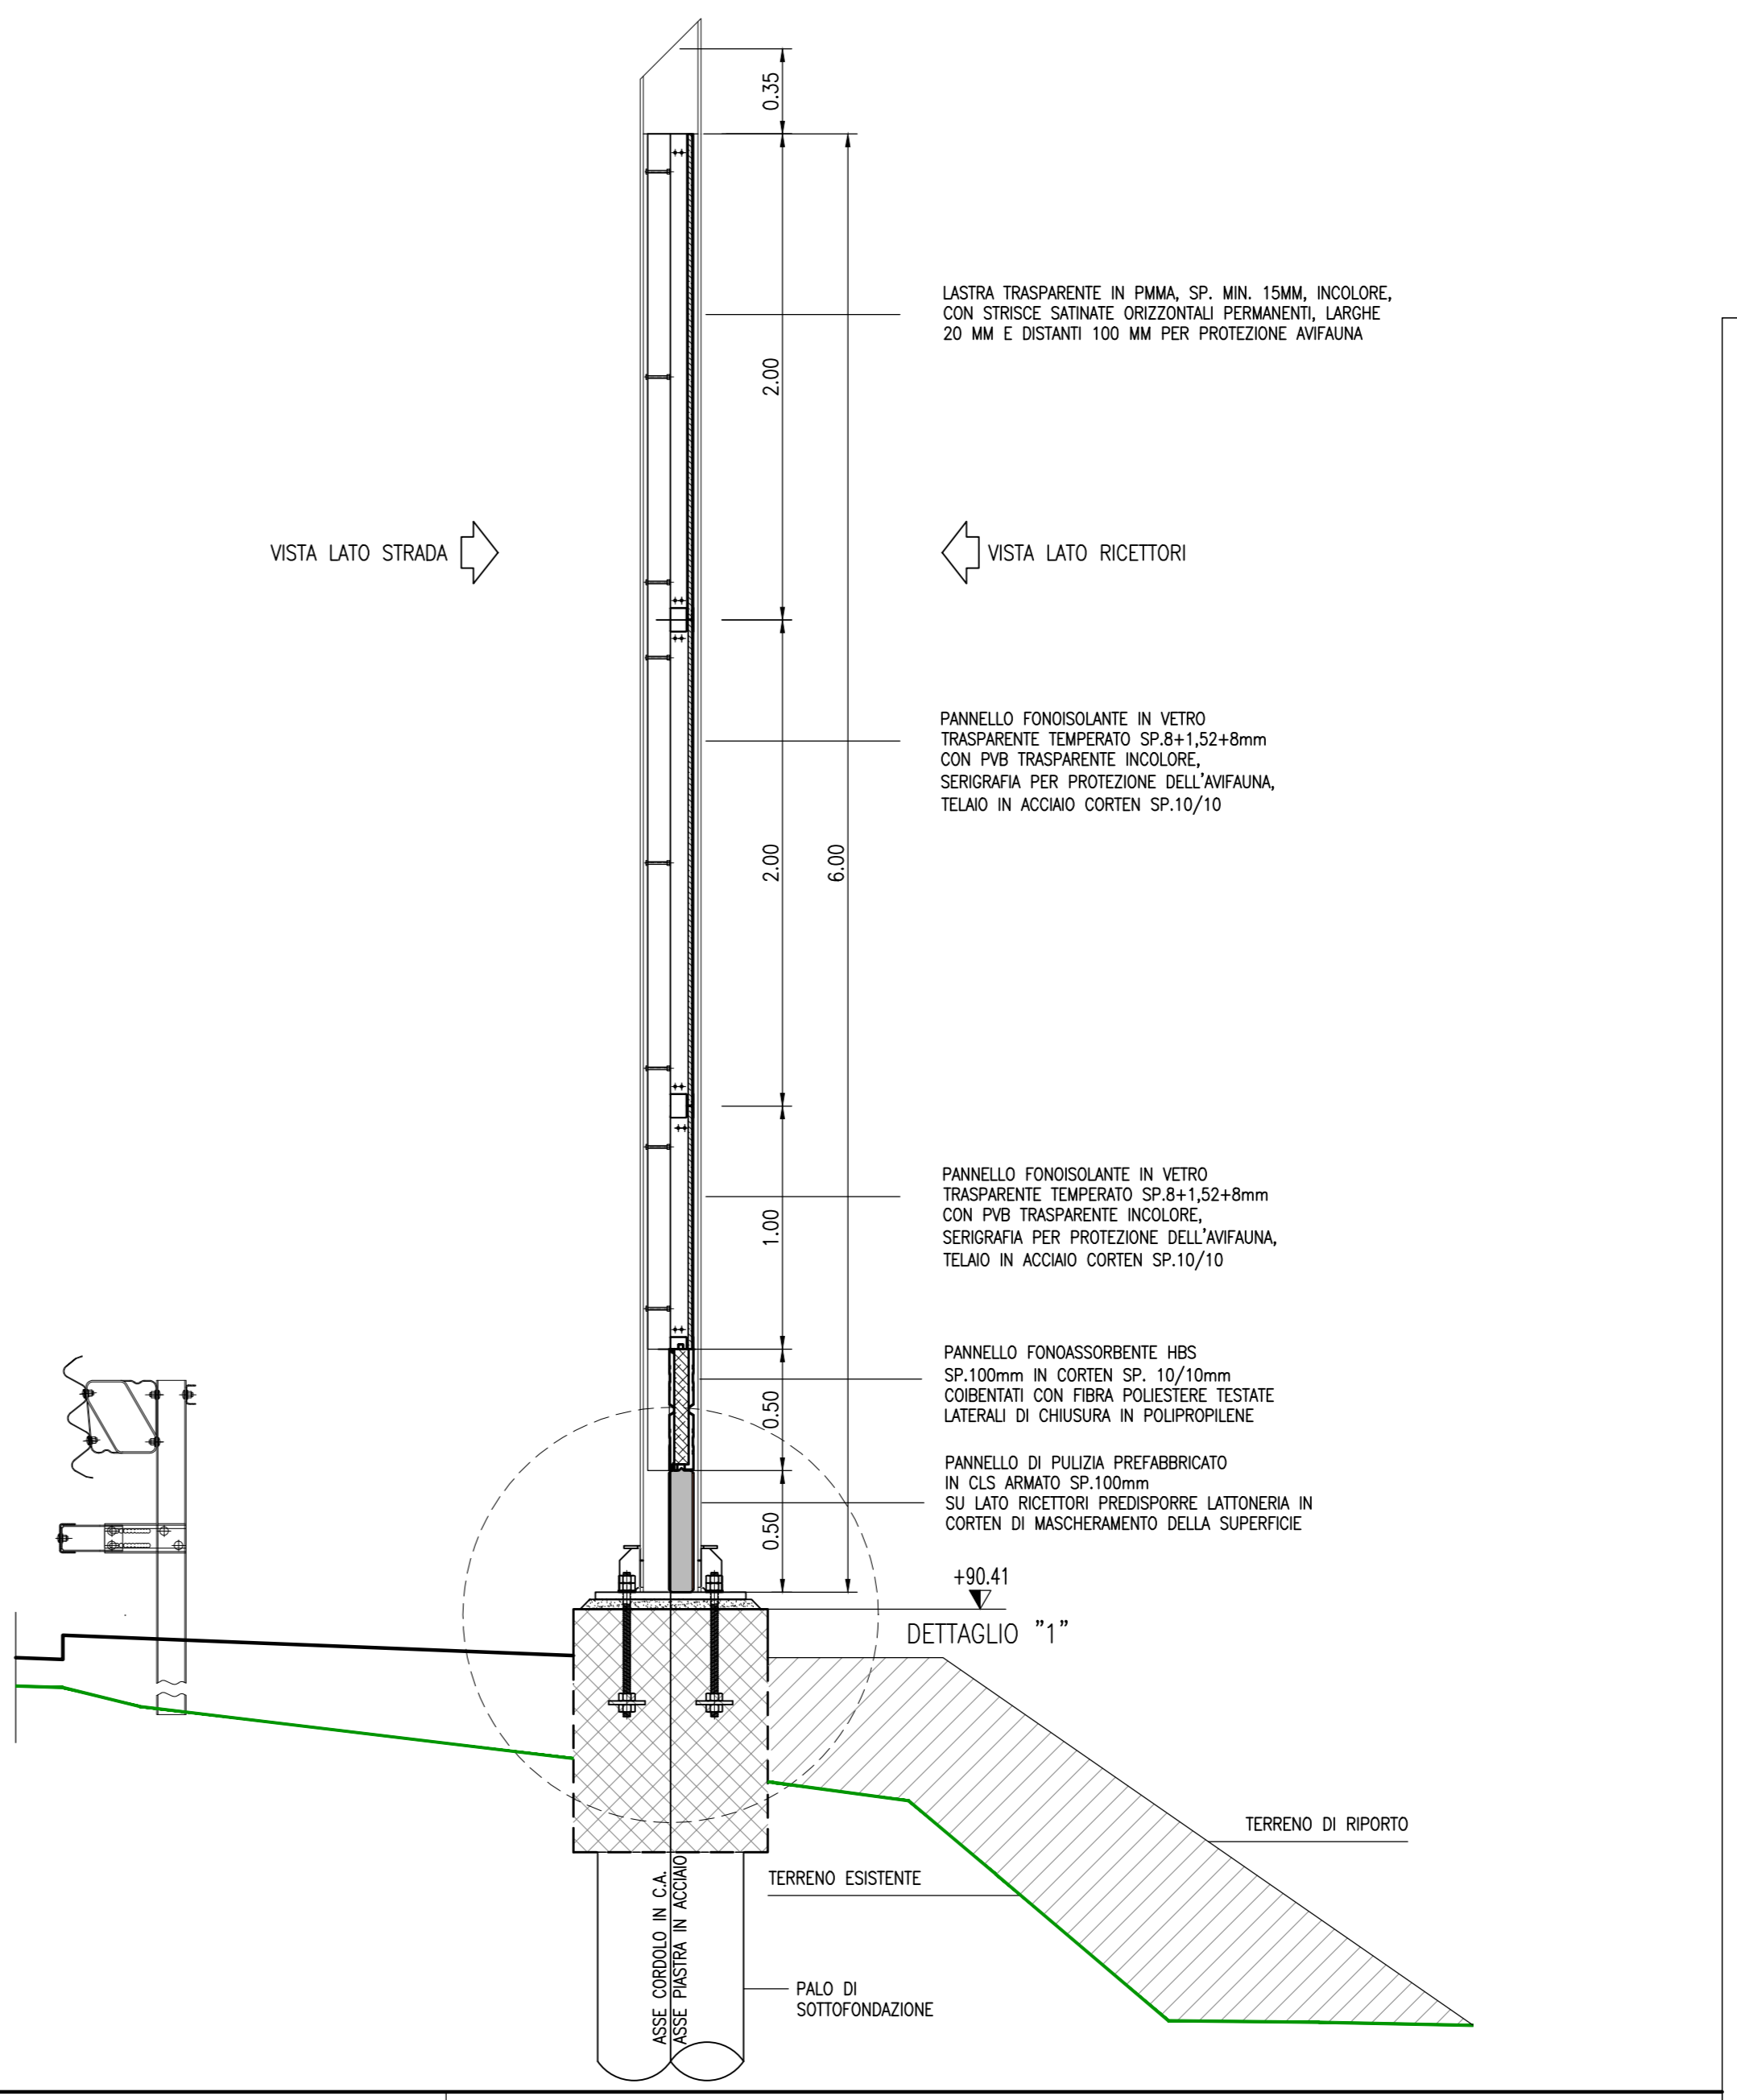 0.35
LASTRA TRASPARENTE IN PMMA, SP. MIN. 15MM, INCOLORE,
CON STRISCE SATINATE ORIZZONTALI PERMANENTI, LARGHE
20 MM E DISTANTI 100 MM PER PROTEZIONE AVIFAUNA
2.00
VISTA LATO STRADA
VISTA LATO RICETTORI
PANNELLO FONOISOLANTE IN VETRO
TRASPARENTE TEMPERATO SP.8+1,52+8mm
CON PVB TRASPARENTE INCOLORE,
SERIGRAFIA PER PROTEZIONE DELL'AVIFAUNA,
TELAIO IN ACCIAIO CORTEN SP.10/10
2.00
6.00
PANNELLO FONOISOLANTE IN VETRO
TRASPARENTE TEMPERATO SP.8+1,52+8mm
CON PVB TRASPARENTE INCOLORE,
SERIGRAFIA PER PROTEZIONE DELL'AVIFAUNA,
TELAIO IN ACCIAIO CORTEN SP.10/10
1.00
PANNELLO FONOASSORBENTE HBS
SP.100mm IN CORTEN SP. 10/10mm
COIBENTATI CON FIBRA POLIESTERE TESTATE
LATERALI DI CHIUSURA IN POLIPROPILENE
0.50
PANNELLO DI PULIZIA PREFABBRICATO
IN CLS ARMATO SP.100mm
SU LATO RICETTORI PREDISPORRE LATTONERIA IN
CORTEN DI MASCHERAMENTO DELLA SUPERFICIE
0.50
+90.41
DETTAGLIO "1"
TERRENO DI RIPORTO
TERRENO ESISTENTE
ASSE CORDOLO IN C.A.
ASSE PIASTRA IN ACCIAIO
PALO DI
SOTTOFONDAZIONE